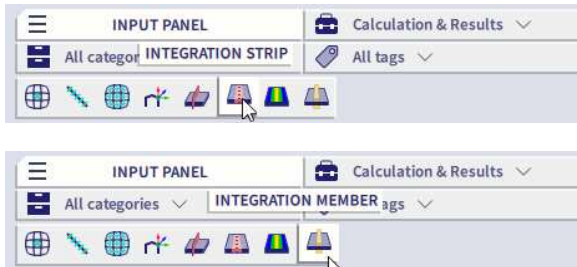 INPUT PANEL Calculation & Results
All categor INTEGRATION STRIP All tags
INPUT PANEL Calculation & Results
All categories INTEGRATION MEMBER ags